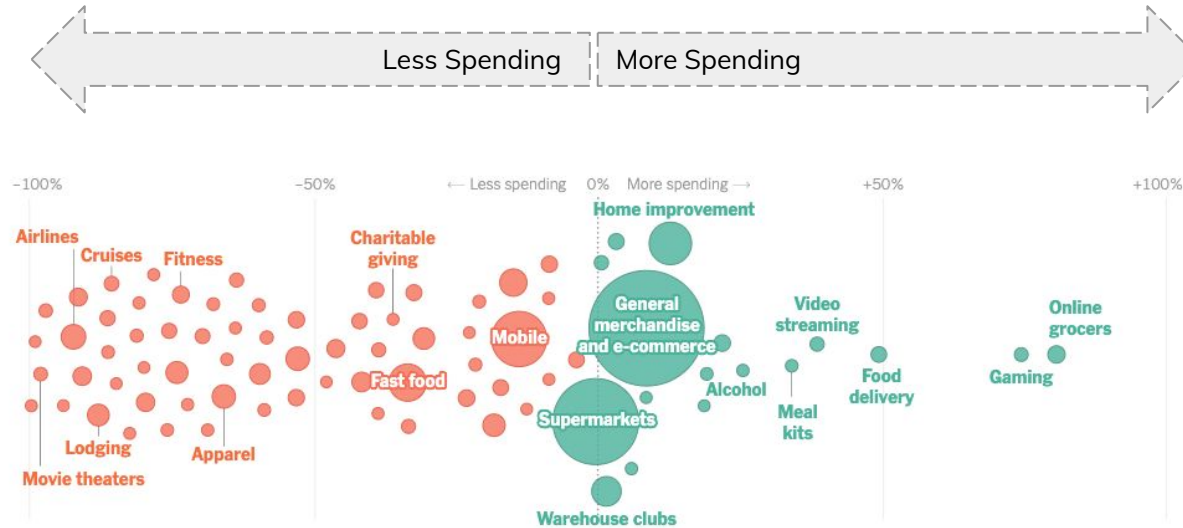 Less Spending
More Spending
−100%
−50%
← Less spending
0%
More spending →
+50%
+100%
Home improvement
Airlines
Cruises
Fitness
Charitable
giving
General
merchandise
and e-commerce
Video
streaming
Online
grocers
Mobile
Fast food
Alcohol
Food
delivery
Gaming
Meal
kits
Supermarkets
Lodging
Apparel
Movie theaters
Warehouse clubs